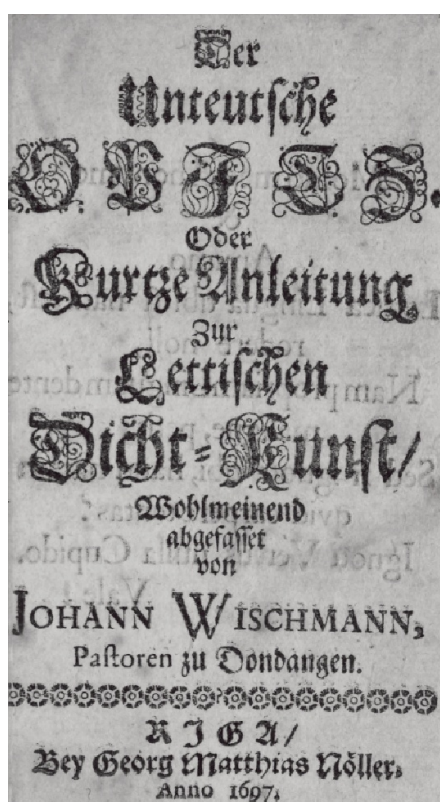 Der
Unteutsche
OPITZ.
Oder
Kurtze Anleitung,
Zur
Lettischen
Dicht-Kunst/
Wohlmeinend
abgefasset
von
JOHANN WISCHMANN,
Pastoren zu Dondangen.
RIGA/
Bey Georg Matthias Nöller,
Anno 1697.